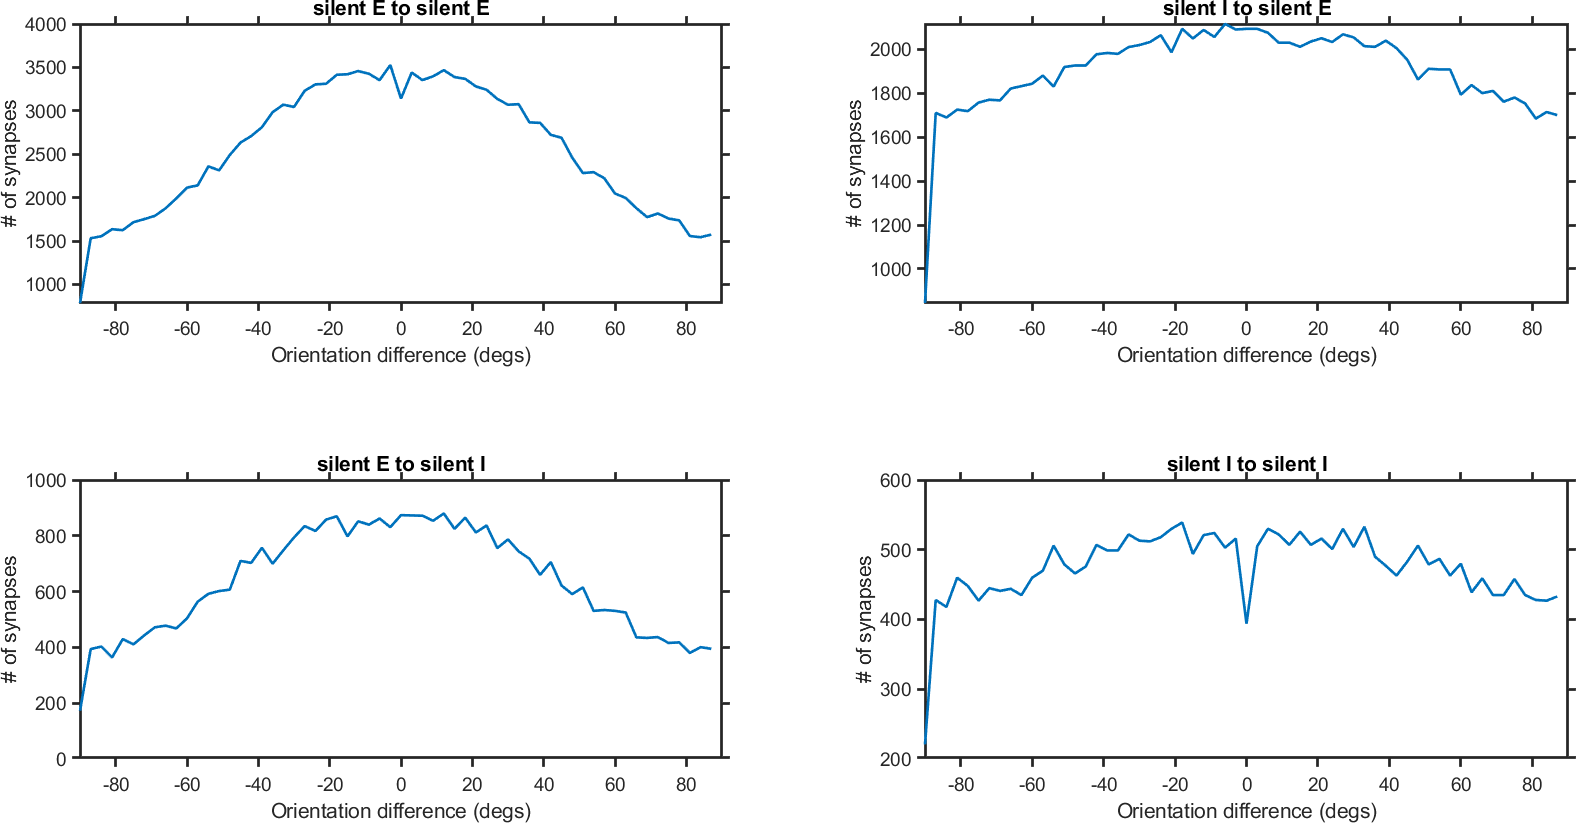 silent E to silent E
4000
3500
3000
2500
2000
1500
1000
# of synapses
-80 -60 -40 -20 0 20 40 60 80
Orientation difference (degs)
silent I to silent E
2000
1800
1600
1400
1200
1000
# of synapses
-80 -60 -40 -20 0 20 40 60 80
Orientation difference (degs)
silent E to silent I
1000
800
600
400
200
0
# of synapses
-80 -60 -40 -20 0 20 40 60 80
Orientation difference (degs)
silent I to silent I
600
500
400
300
200
# of synapses
-80 -60 -40 -20 0 20 40 60 80
Orientation difference (degs)